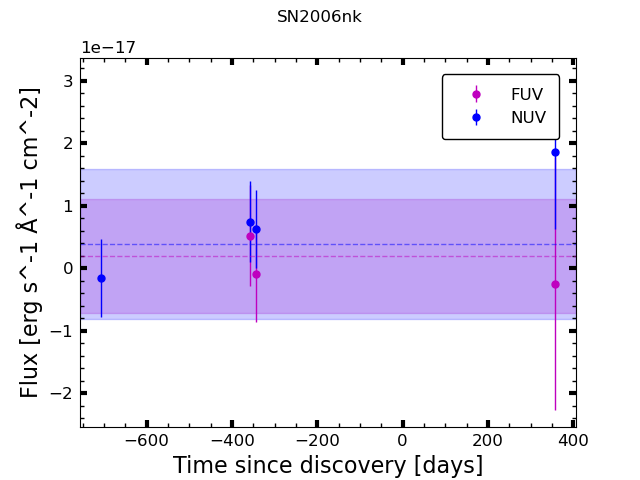 SN2006nk
1e−17
3
2
1
0
−1
−2
Flux [erg s^-1 Å^-1 cm^-2]
FUV
NUV
−600 −400 −200 0 200 400
Time since discovery [days]